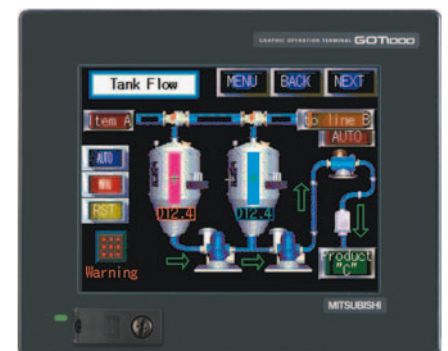 GRAPHIC OPERATION TERMINAL GOT1000
Tank Flow MENU BACK NEXT
Item A to line B
AUTO
AUTO
RST
012.4 012.4
Warning
Product
"C"
MITSUBISHI